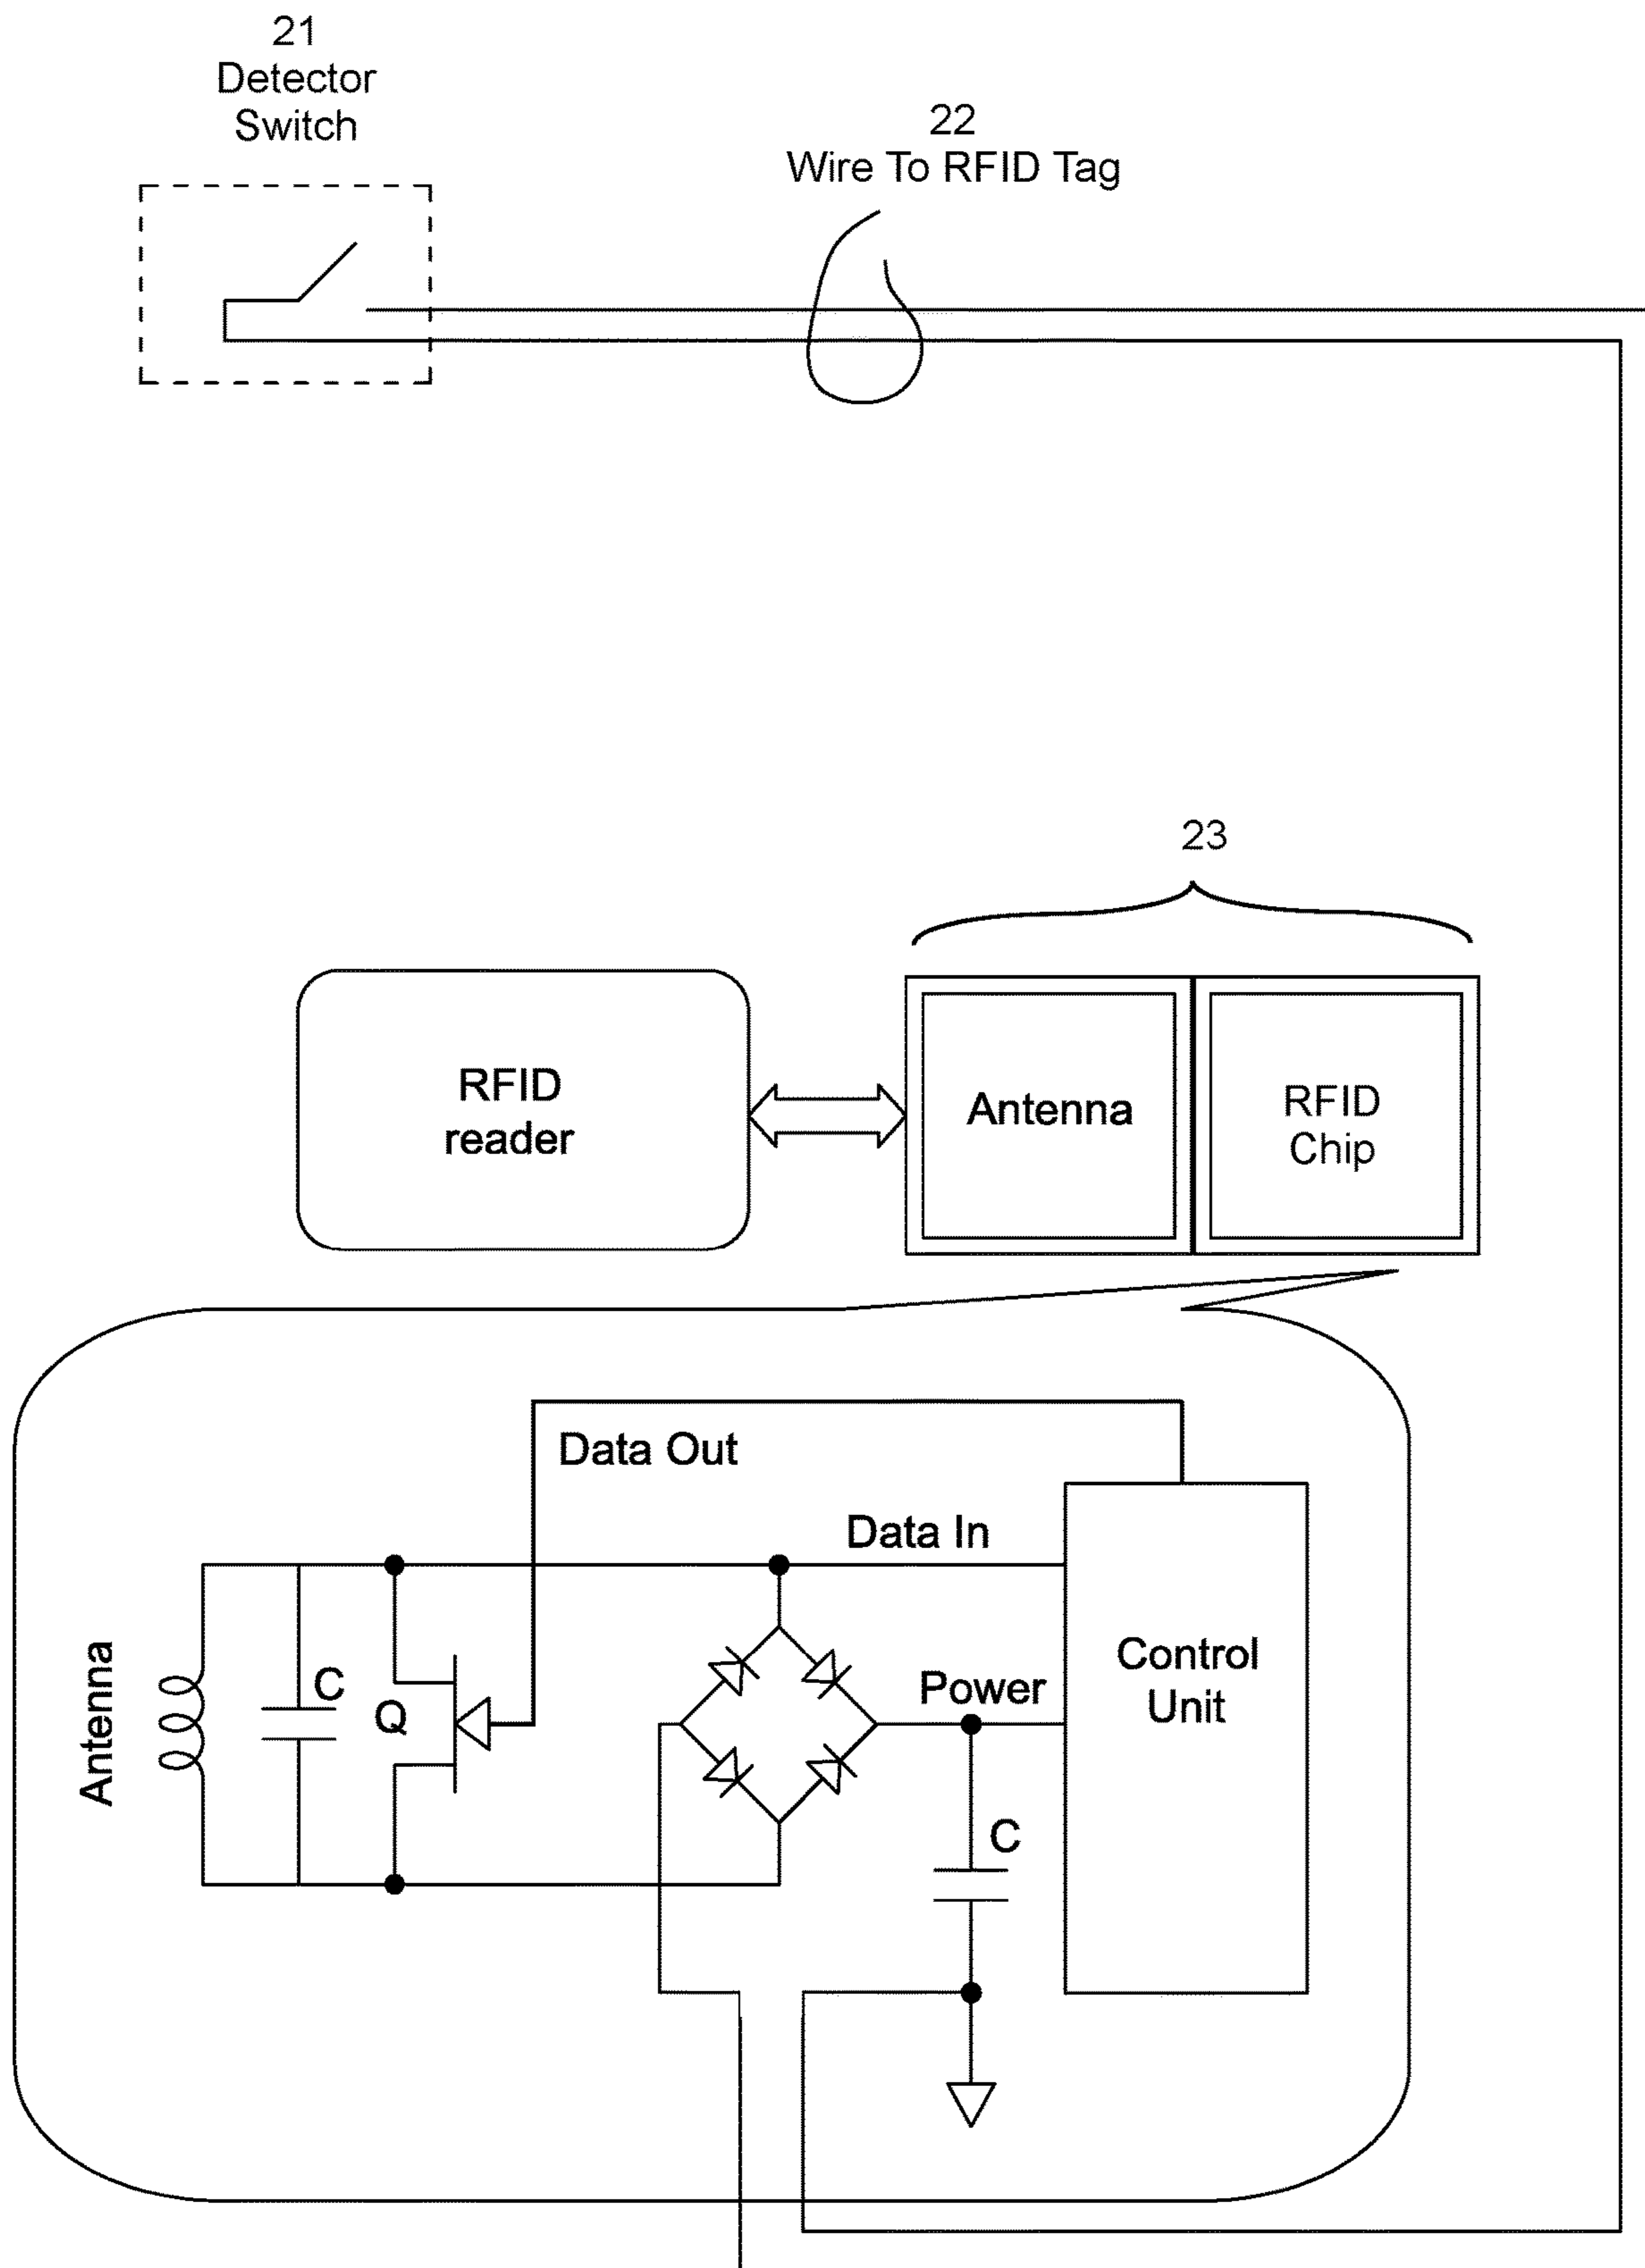 21
Detector
Switch
22
Wire To RFID Tag
23
RFID
reader
Antenna
RFID
Chip
Data Out
Data In
Antenna
C
Q
Power
Control
Unit
C